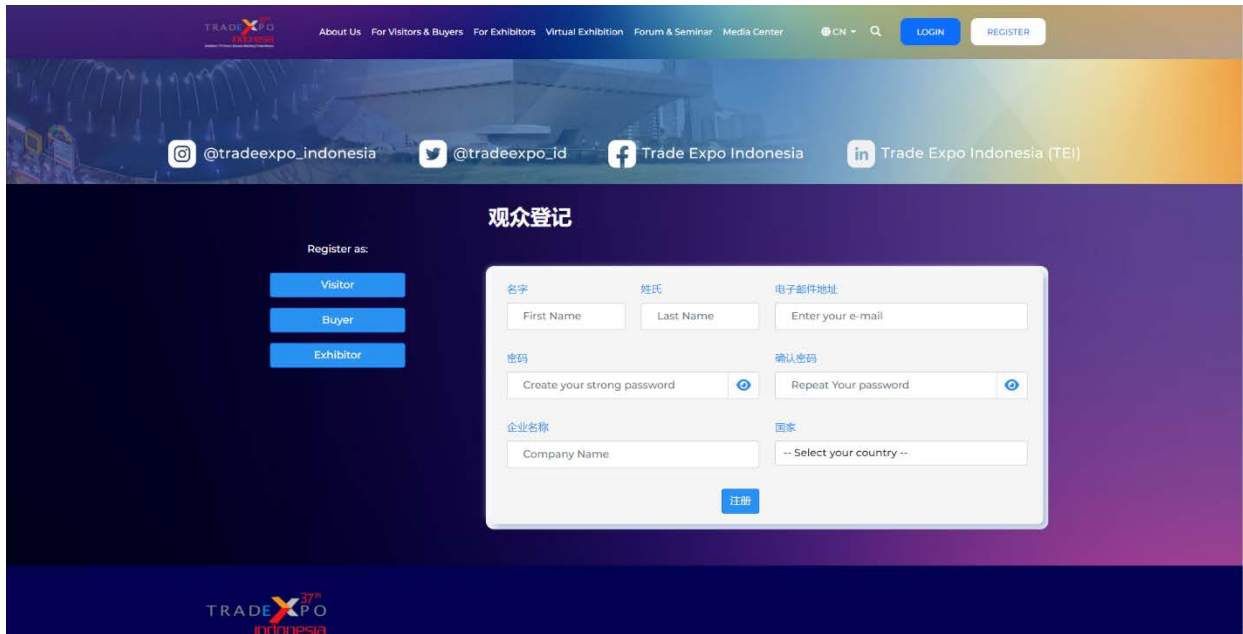 TRADE XPO
indonesia
About Us For Visitors & Buyers For Exhibitors Virtual Exhibition Forum & Seminar Media Center CN LOGIN REGISTER
@tradeexpo_indonesia @tradeexpo_id Trade Expo Indonesia Trade Expo Indonesia (TEI)
观众登记
Register as:
Visitor
Buyer
Exhibitor
名字 姓氏 电子邮件地址
First Name Last Name Enter your e-mail
密码 确认密码
Create your strong password Repeat Your password
企业名称 国家
Company Name -- Select your country --
注册
37th
TRADE XPO
indonesia